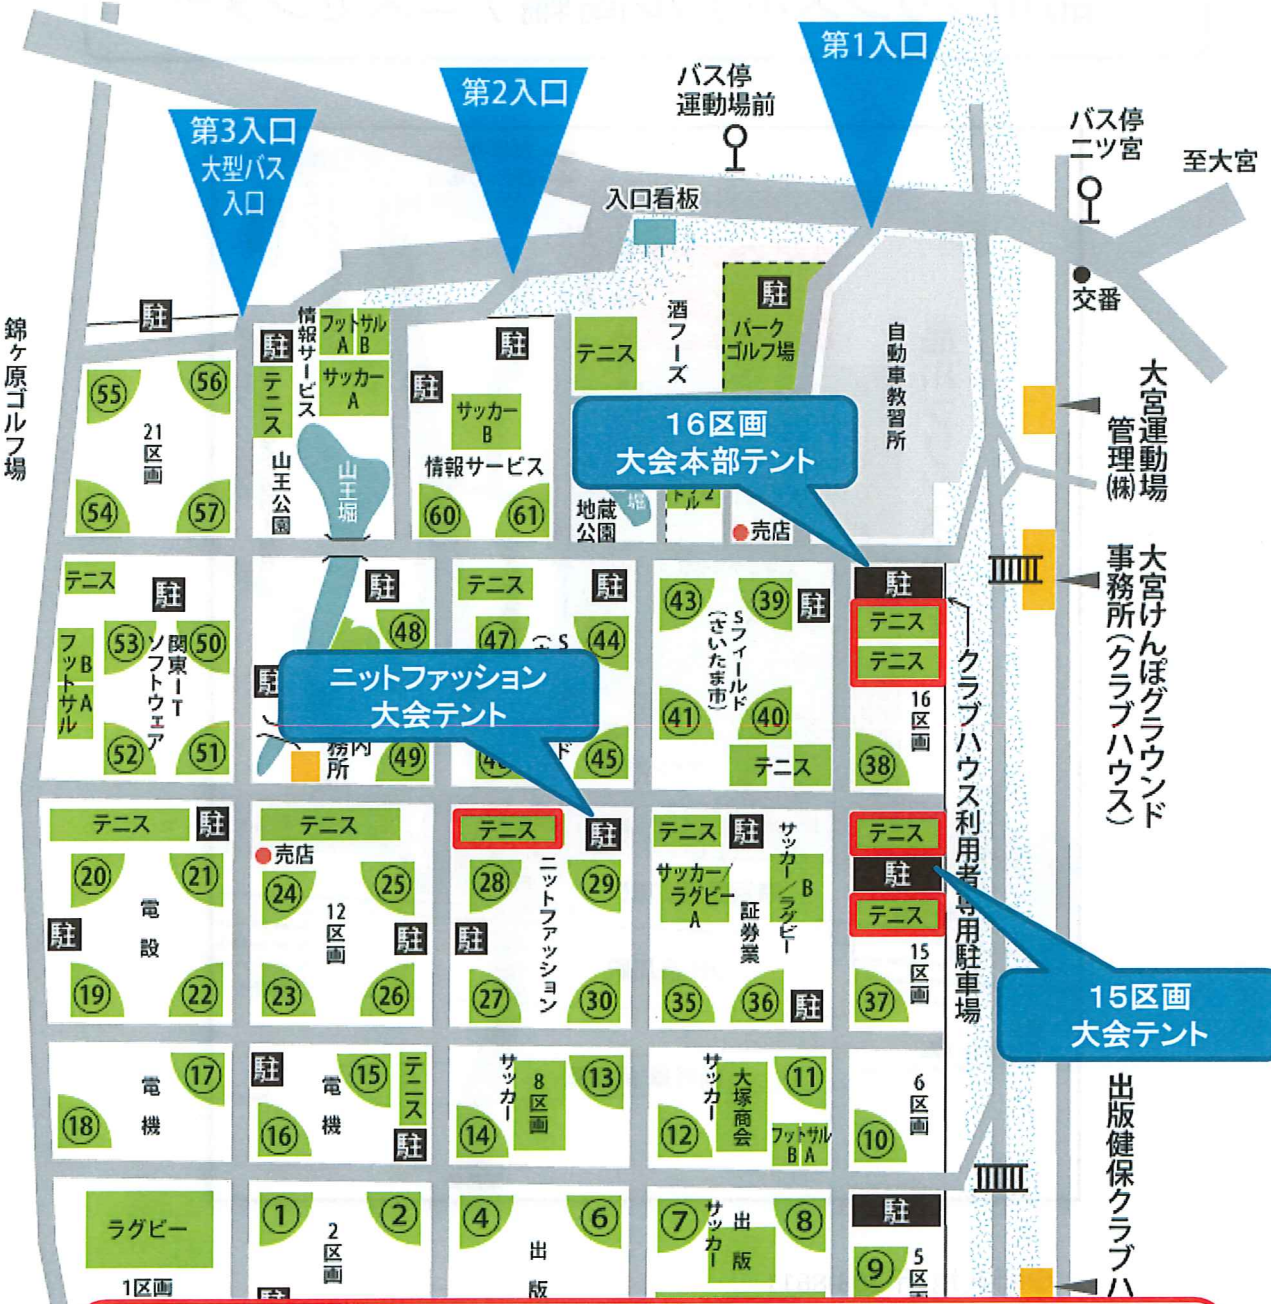 第1入口
第2入口
第3入口
大型バス
入口
バス停
運動場前
バス停
二ツ宮
至大宮
入口看板
交番
錦ヶ原ゴルフ場
駐
55
56
21区画
54
57
駐
情報サービス
フットサル
A B
サッカー
A
テニス
山王公園
山王堀
駐
駐
サッカー
B
情報サービス
60
61
テニス
酒フーズ
駐
パーク
ゴルフ場
自動車教習所
地蔵
公園
堀
売店
16区画
大会本部テント
大宮運動場
管理㈱
大宮けんぽグラウンド
事務所(クラブハウス)
テニス
駐
フットサル
B
A
53
50
関東IT
ソフトウェア
52
51
駐
48
駐
49
テニス
駐
47
44
45
43
39
駐
Sフィールド
(さいたま市)
41
40
テニス
駐
テニス
テニス
16区画
38
クラブハウス利用者専用駐車場
ニットファッション
大会テント
テニス
駐
20
21
電設
駐
19
22
テニス
売店
24
25
12区画
駐
23
26
テニス
駐
28
29
ニットファッション
駐
27
30
テニス
駐
サッカー/ラグビー
B
サッカー/
ラグビー
A
証券業
35
36
駐
テニス
駐
テニス
15区画
37
15区画
大会テント
17
電機
18
駐
15
テニス
電機
16
駐
サッカー
8区画
13
14
サッカー
大塚商会
11
12
フットサル
B A
6区画
10
出版健保クラブハ
ラグビー
1区画
1
2
2区画
4
6
出版
7
サッカー
出版
8
駐
9
5区